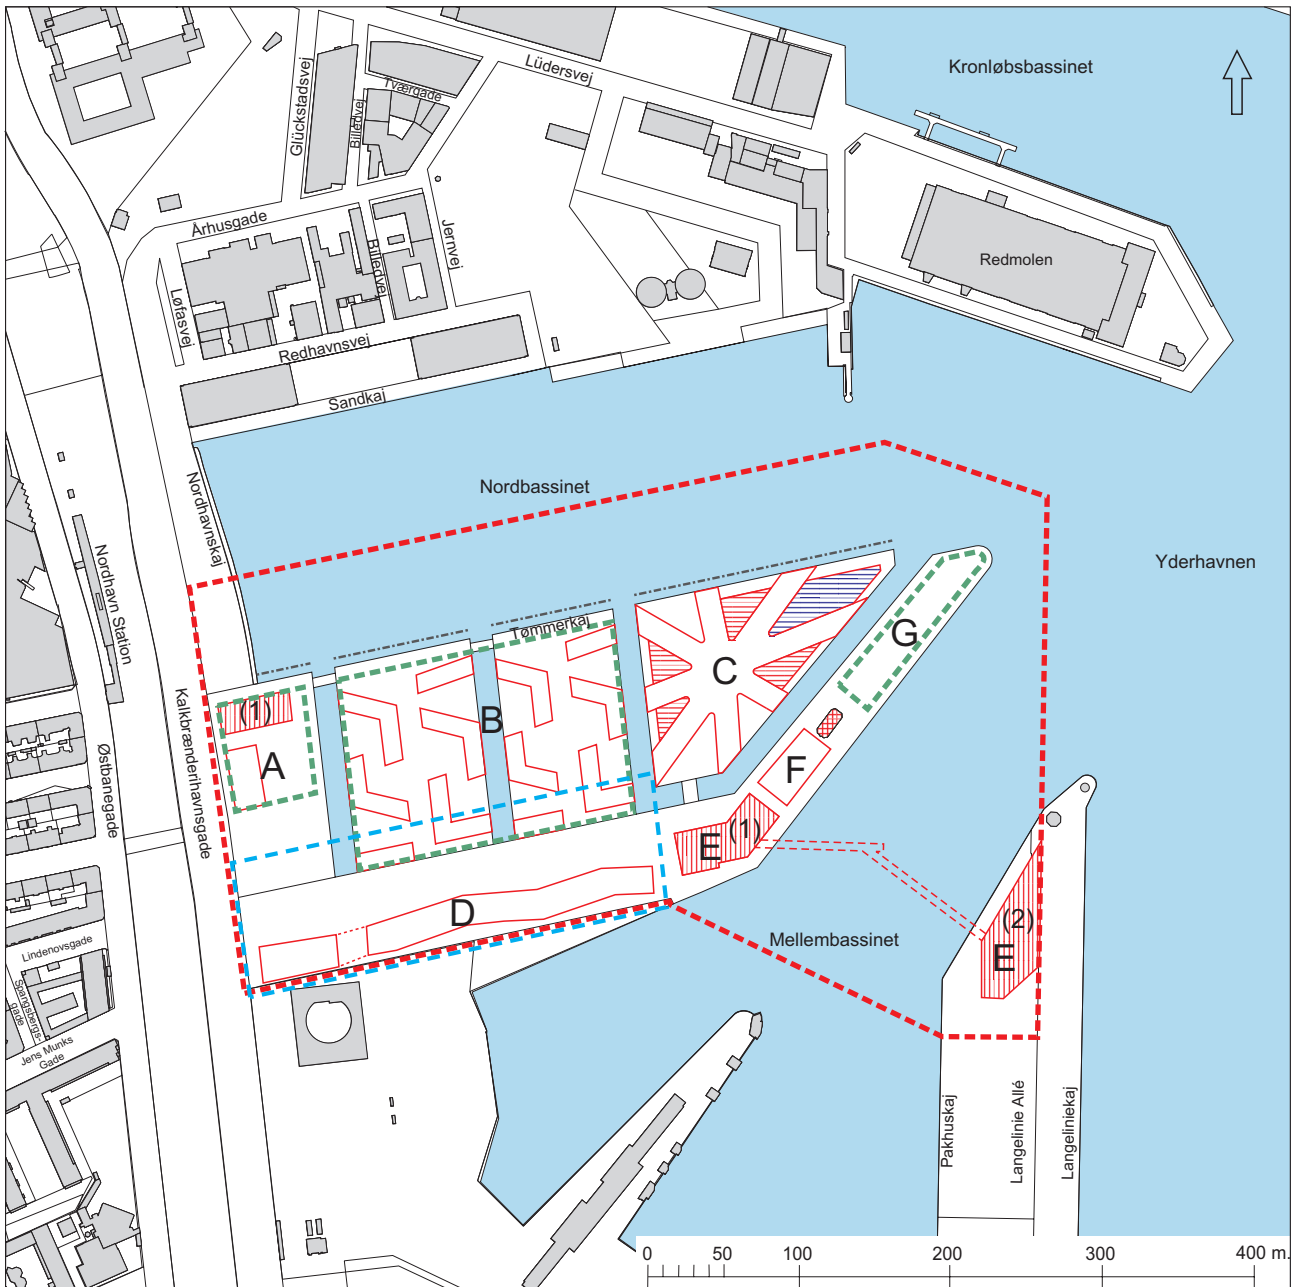 Kronløbsbassinet
Lüdersvej
Tværgade
Glückstadsvej
Billedvej
Århusgade
Jernvej
Billedvej
Redmolen
Løfasvej
Redhavnsvej
Sandkaj
Nordhavnskaj
Nordbassinet
Yderhavnen
Nordhavn Station
Tømmerkaj
G
C
B
(1)
A
Kalkbrænderihavnsgade
Østbanegade
F
E
(1)
D
(2)
E
Mellembassinet
Lindenovsgade
Spangsbergs-
gade
Jens Munks
Gade
Pakhuskaj
Langelinie Allé
Langeliniekaj
0 50 100 200 300 400 m.